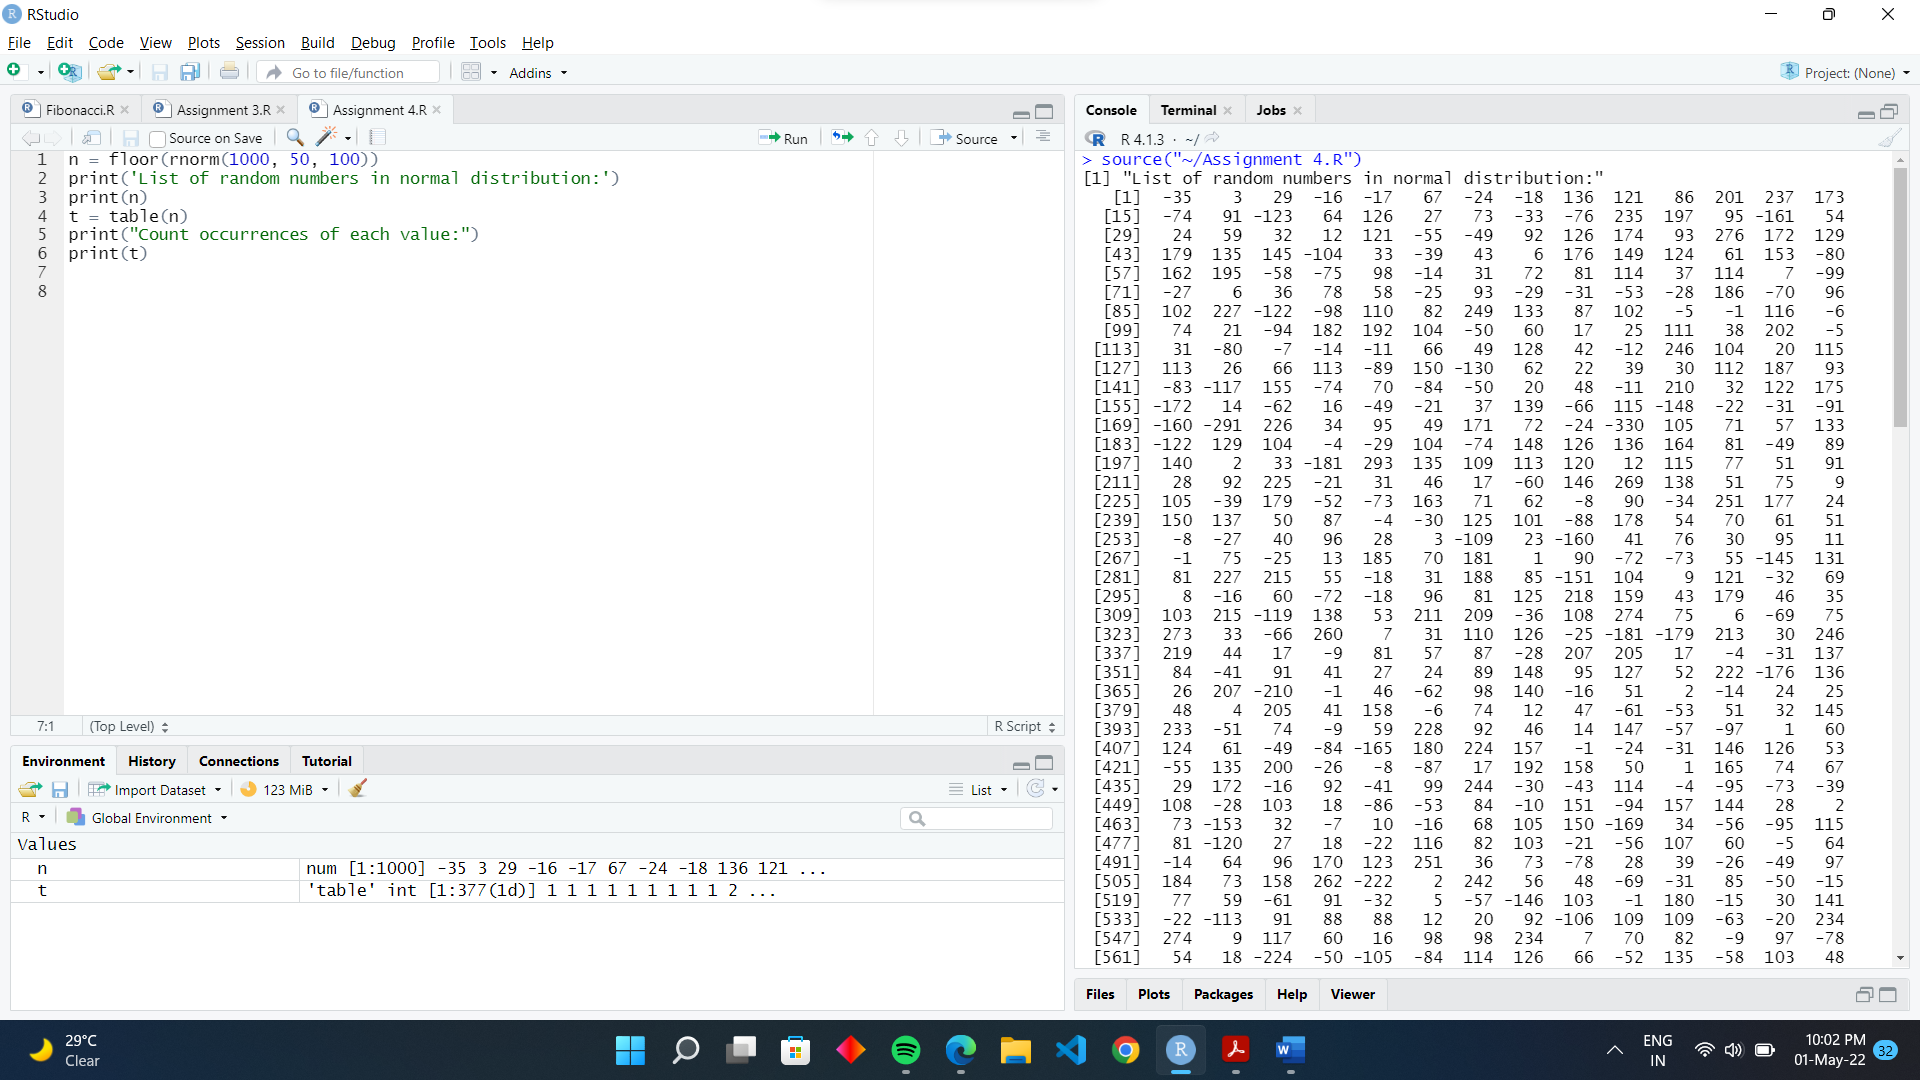 RStudio
File Edit Code View Plots Session Build Debug Profile Tools Help
Go to file/function Addins Project: (None)
Fibonacci.R Assignment 3.R Assignment 4.R
Source on Save Run Source
1 n = floor(rnorm(1000, 50, 100))
2 print('List of random numbers in normal distribution:')
3 print(n)
4 t = table(n)
5 print("Count occurrences of each value:")
6 print(t)
7
8
7:1 (Top Level) R Script
Environment History Connections Tutorial
Import Dataset 123 MiB List
R Global Environment
Values
n num [1:1000] -35 3 29 -16 -17 67 -24 -18 136 121 ...
t 'table' int [1:377(1d)] 1 1 1 1 1 1 1 1 1 2 ...
Console Terminal Jobs
R 4.1.3 · ~/
> source("~/Assignment 4.R")
[1] "List of random numbers in normal distribution:"
[1] -35 3 29 -16 -17 67 -24 -18 136 121 86 201 237 173
[15] -74 91 -123 64 126 27 73 -33 -76 235 197 95 -161 54
[29] 24 59 32 12 121 -55 -49 92 126 174 93 276 172 129
[43] 179 135 145 -104 33 -39 43 6 176 149 124 61 153 -80
[57] 162 195 -58 -75 98 -14 31 72 81 114 37 114 7 -99
[71] -27 6 36 78 58 -25 93 -29 -31 -53 -28 186 -70 96
[85] 102 227 -122 -98 110 82 249 133 87 102 -5 -1 116 -6
[99] 74 21 -94 182 192 104 -50 60 17 25 111 38 202 -5
[113] 31 -80 -7 -14 -11 66 49 128 42 -12 246 104 20 115
[127] 113 26 66 113 -89 150 -130 62 22 39 30 112 187 93
[141] -83 -117 155 -74 70 -84 -50 20 48 -11 210 32 122 175
[155] -172 14 -62 16 -49 -21 37 139 -66 115 -148 -22 -31 -91
[169] -160 -291 226 34 95 49 171 72 -24 -330 105 71 57 133
[183] -122 129 104 -4 -29 104 -74 148 126 136 164 81 -49 89
[197] 140 2 33 -181 293 135 109 113 120 12 115 77 51 91
[211] 28 92 225 -21 31 46 17 -60 146 269 138 51 75 9
[225] 105 -39 179 -52 -73 163 71 62 -8 90 -34 251 177 24
[239] 150 137 50 87 -4 -30 125 101 -88 178 54 70 61 51
[253] -8 -27 40 96 28 3 -109 23 -160 41 76 30 95 11
[267] -1 75 -25 13 185 70 181 1 90 -72 -73 55 -145 131
[281] 81 227 215 55 -18 31 188 85 -151 104 9 121 -32 69
[295] 8 -16 60 -72 -18 96 81 125 218 159 43 179 46 35
[309] 103 215 -119 138 53 211 209 -36 108 274 75 6 -69 75
[323] 273 33 -66 260 7 31 110 126 -25 -181 -179 213 30 246
[337] 219 44 17 -9 81 57 87 -28 207 205 17 -4 -31 137
[351] 84 -41 91 41 27 24 89 148 95 127 52 222 -176 136
[365] 26 207 -210 -1 46 -62 98 140 -16 51 2 -14 24 25
[379] 48 4 205 41 158 -6 74 12 47 -61 -53 51 32 145
[393] 233 -51 74 -9 59 228 92 46 14 147 -57 -97 1 60
[407] 124 61 -49 -84 -165 180 224 157 -1 -24 -31 146 126 53
[421] -55 135 200 -26 -8 -87 17 192 158 50 1 165 74 67
[435] 29 172 -16 92 -41 99 244 -30 -43 114 -4 -95 -73 -39
[449] 108 -28 103 18 -86 -53 84 -10 151 -94 157 144 28 2
[463] 73 -153 32 -7 10 -16 68 105 150 -169 34 -56 -95 115
[477] 81 -120 27 18 -22 116 82 103 -21 -56 107 60 -5 64
[491] -14 64 96 170 123 251 36 73 -78 28 39 -26 -49 97
[505] 184 73 158 262 -222 2 242 56 48 -69 -31 85 -50 -15
[519] 77 59 -61 91 -32 5 -57 -146 103 -1 180 -15 30 141
[533] -22 -113 91 88 88 12 20 92 -106 109 109 -63 -20 234
[547] 274 9 117 60 16 98 98 234 7 70 82 -9 97 -78
[561] 54 18 -224 -50 -105 -84 114 126 66 -52 135 -58 103 48
Files Plots Packages Help Viewer
29°C
Clear
ENG
IN
10:02 PM
01-May-22
32